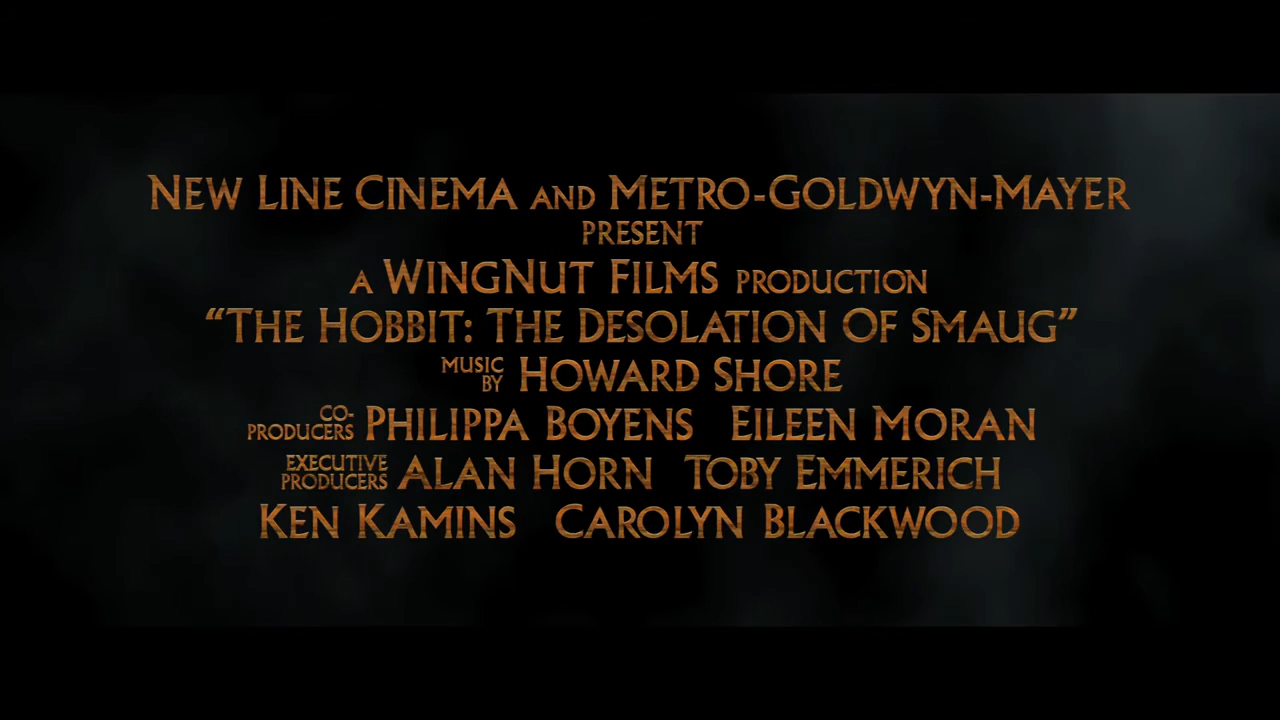 NEW LINE CINEMA AND METRO-GOLDWYN-MAYER
PRESENT
A WINGNUT FILMS PRODUCTION
“THE HOBBIT: THE DESOLATION OF SMAUG”
MUSIC BY HOWARD SHORE
CO-PRODUCERS PHILIPPA BOYENS EILEEN MORAN
EXECUTIVE PRODUCERS ALAN HORN TOBY EMMERICH
KEN KAMINS CAROLYN BLACKWOOD